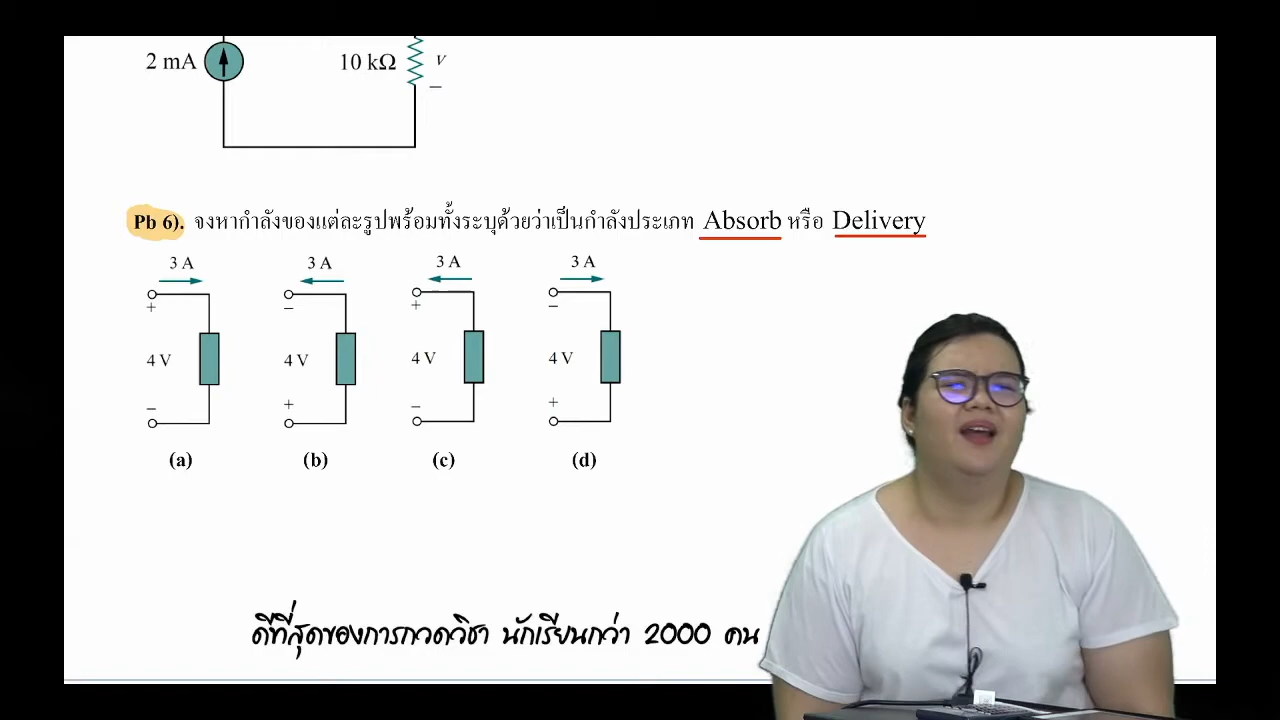 2 mA
10 kΩ
v
−
Pb 6). จงหากำลังของแต่ละรูปพร้อมทั้งระบุด้วยว่าเป็นกำลังประเภท Absorb หรือ Delivery
3 A 3 A 3 A 3 A
+ − + −
4 V 4 V 4 V 4 V
− + − +
(a) (b) (c) (d)
ดีที่สุดของการกวดวิชา นักเรียนกว่า 2000 คน